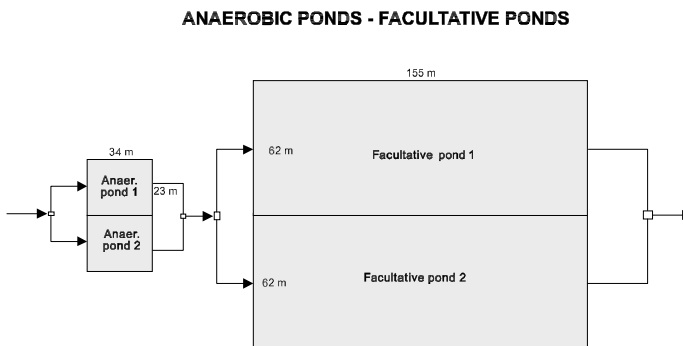 ANAEROBIC PONDS - FACULTATIVE PONDS
155 m
34 m
Anaer.
pond 1
23 m
Anaer.
pond 2
62 m
Facultative pond 1
62 m
Facultative pond 2